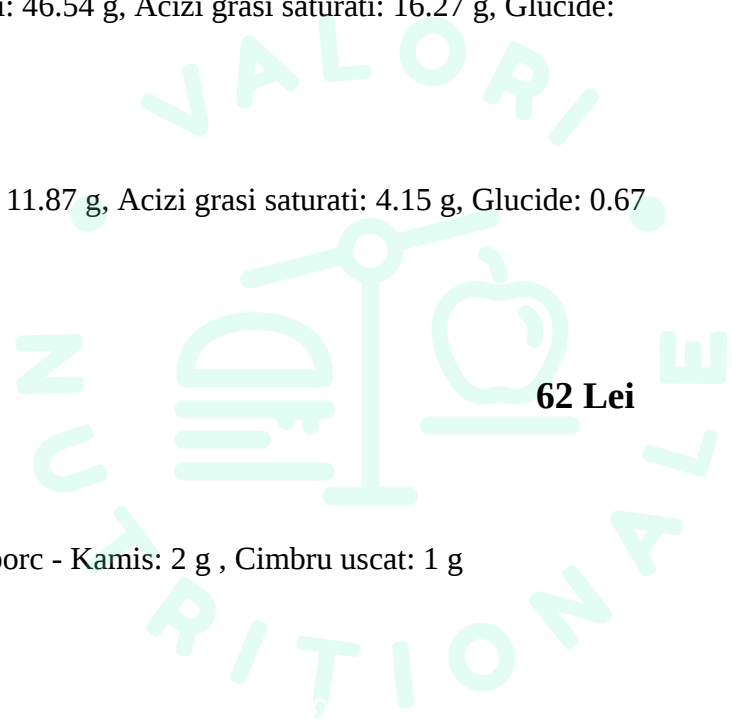 46.54 g, Acizi grasi saturati: 16.27 g, Glucide:
VALORI
11.87 g, Acizi grasi saturati: 4.15 g, Glucide: 0.67
62 Lei
- Kamis: 2 g , Cimbru uscat: 1 g
NUTRITIONALE